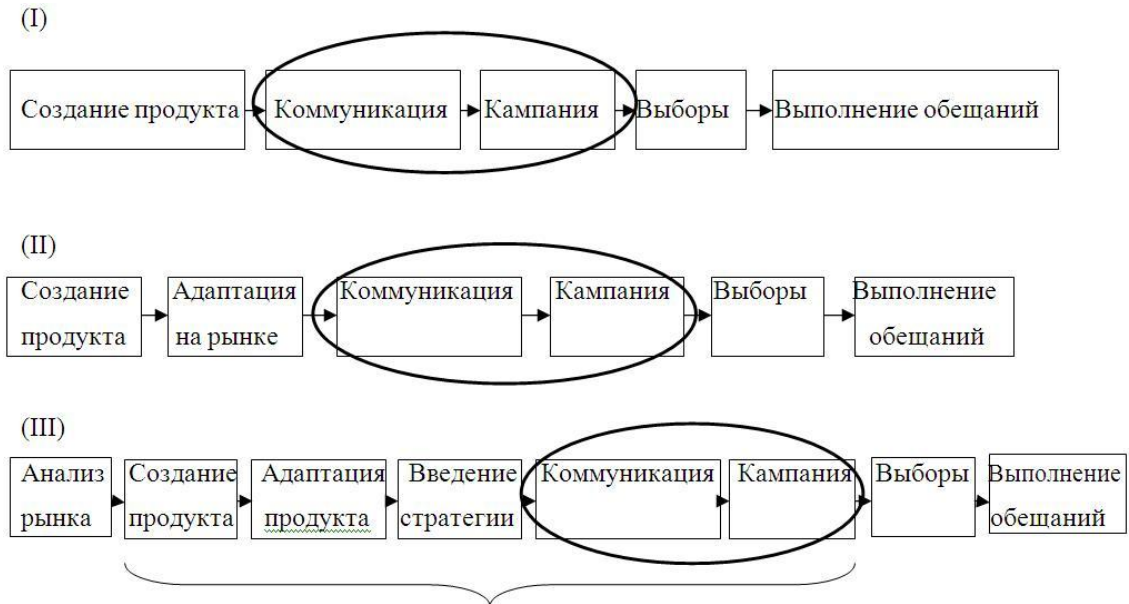 (I)
Создание продукта
Коммуникация
Кампания
Выборы
Выполнение обещаний
(II)
Создание
продукта
Адаптация
на рынке
Коммуникация
Кампания
Выборы
Выполнение
обещаний
(III)
Анализ
рынка
Создание
продукта
Адаптация
продукта
Введение
стратегии
Коммуникация
Кампания
Выборы
Выполнение
обещаний